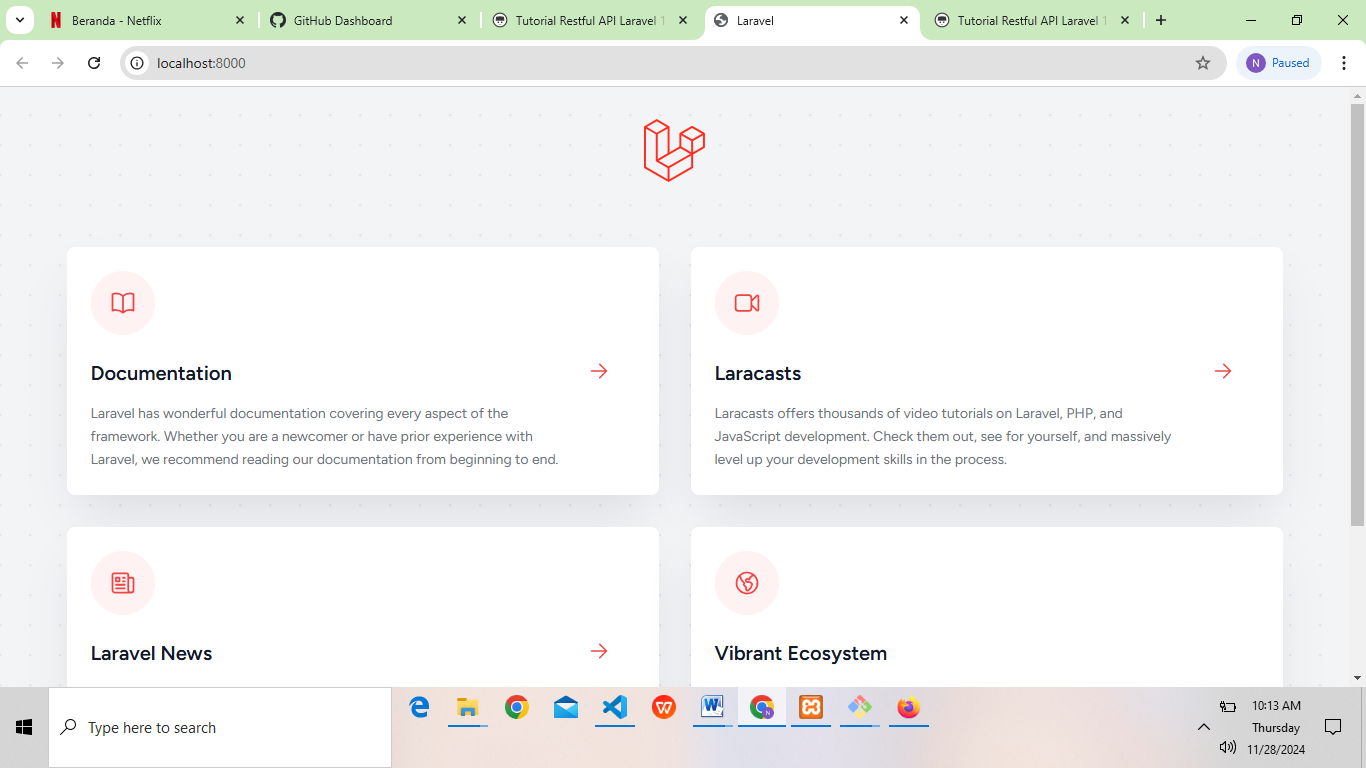 Beranda - Netflix
GitHub Dashboard
Tutorial Restful API Laravel
Laravel
Tutorial Restful API Laravel
localhost:8000
N
Paused
Documentation
Laravel has wonderful documentation covering every aspect of the
framework. Whether you are a newcomer or have prior experience with
Laravel, we recommend reading our documentation from beginning to end.
Laracasts
Laracasts offers thousands of video tutorials on Laravel, PHP, and
JavaScript development. Check them out, see for yourself, and massively
level up your development skills in the process.
Laravel News
Vibrant Ecosystem
Type here to search
10:13 AM
Thursday
11/28/2024